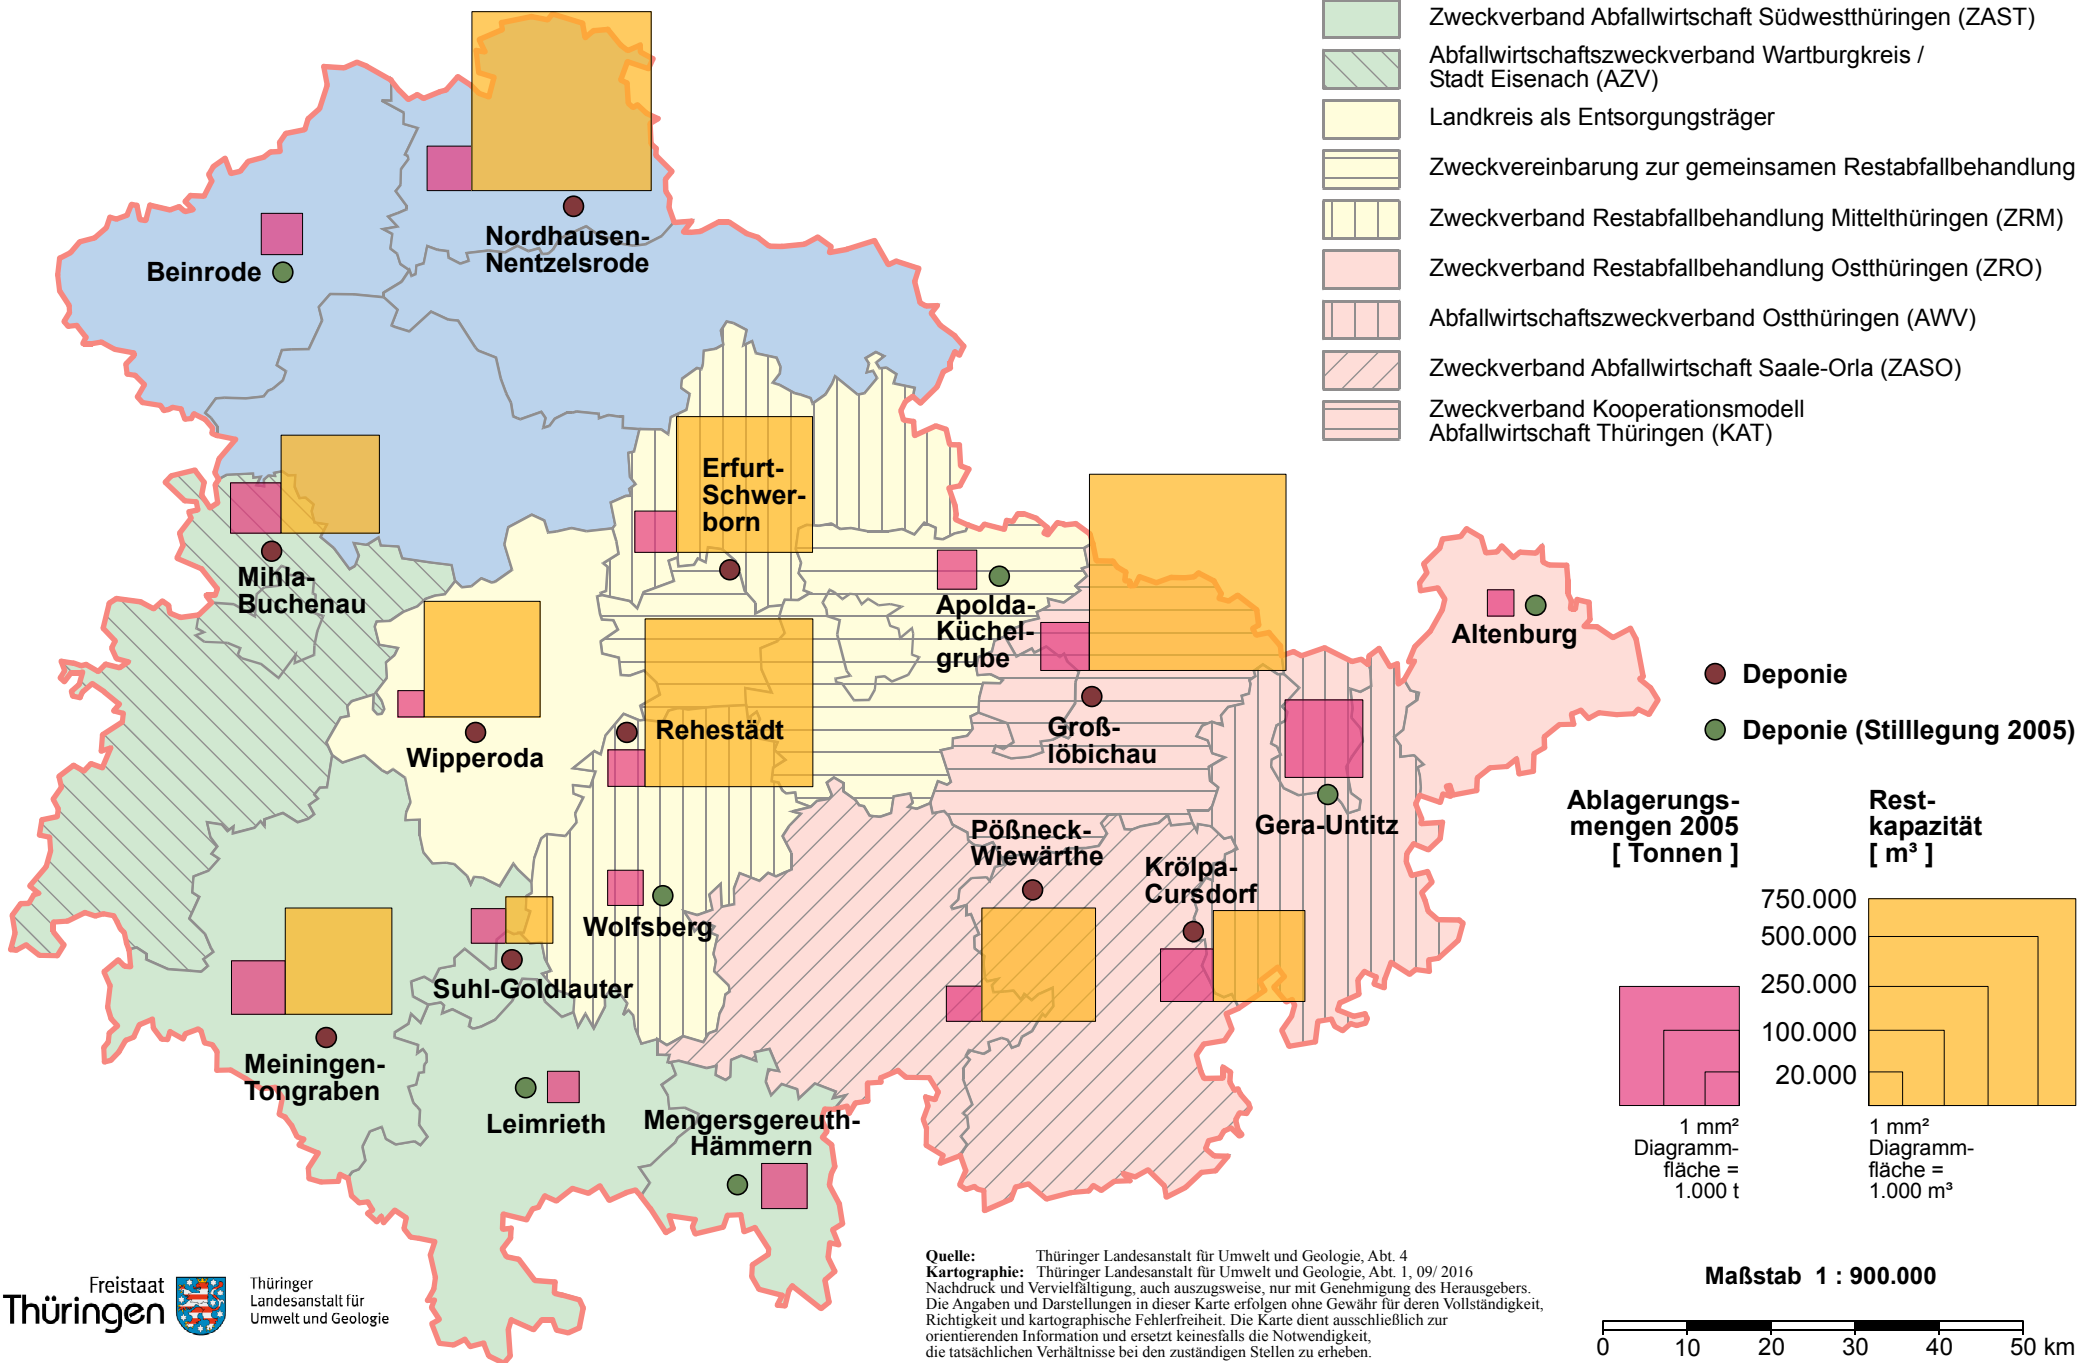 Zweckverband Abfallwirtschaft Südwestthüringen (ZAST)
Abfallwirtschaftszweckverband Wartburgkreis /
Stadt Eisenach (AZV)
Landkreis als Entsorgungsträger
Zweckvereinbarung zur gemeinsamen Restabfallbehandlung
Zweckverband Restabfallbehandlung Mittelthüringen (ZRM)
Zweckverband Restabfallbehandlung Ostthüringen (ZRO)
Abfallwirtschaftszweckverband Ostthüringen (AWV)
Zweckverband Abfallwirtschaft Saale-Orla (ZASO)
Zweckverband Kooperationsmodell
Abfallwirtschaft Thüringen (KAT)
Nordhausen-
Nentzelsrode
Beinrode
Erfurt-
Schwer-
born
Mihla-
Buchenau
Apolda-
Küchel-
grube
Altenburg
Wipperoda
Rehestädt
Groß-
löbichau
Gera-Untitz
Pößneck-
Wiewärthe
Krölpa-
Cursdorf
Wolfsberg
Suhl-Goldlauter
Meiningen-
Tongraben
Leimrieth
Mengersgereuth-
Hämmern
Deponie
Deponie (Stilllegung 2005)
Ablagerungs-
mengen 2005
[ Tonnen ]
Rest-
kapazität
[ m³ ]
750.000
500.000
250.000
100.000
20.000
1 mm²
Diagramm-
fläche =
1.000 t
1 mm²
Diagramm-
fläche =
1.000 m³
Maßstab 1 : 900.000
0 10 20 30 40 50 km
Quelle: Thüringer Landesanstalt für Umwelt und Geologie, Abt. 4
Kartographie: Thüringer Landesanstalt für Umwelt und Geologie, Abt. 1, 09/ 2016
Nachdruck und Vervielfältigung, auch auszugsweise, nur mit Genehmigung des Herausgebers.
Die Angaben und Darstellungen in dieser Karte erfolgen ohne Gewähr für deren Vollständigkeit,
Richtigkeit und kartographische Fehlerfreiheit. Die Karte dient ausschließlich zur
orientierenden Information und ersetzt keinesfalls die Notwendigkeit,
die tatsächlichen Verhältnisse bei den zuständigen Stellen zu erheben.
Freistaat
Thüringen
Thüringer
Landesanstalt für
Umwelt und Geologie